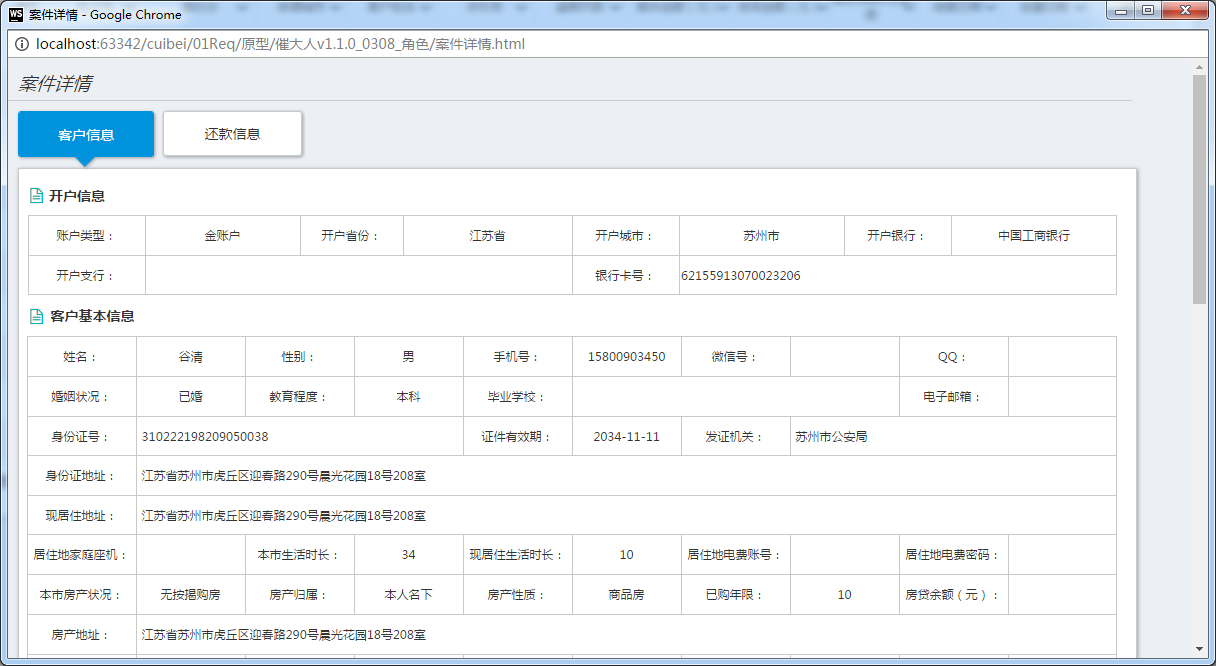 案件详情 - Google Chrome
localhost:63342/cuibei/01Req/原型/催大人v1.1.0_0308_角色/案件详情.html
案件详情
客户信息 还款信息
开户信息
账户类型： 金账户 开户省份： 江苏省 开户城市： 苏州市 开户银行： 中国工商银行
开户支行： 银行卡号： 62155913070023206
客户基本信息
姓名： 谷清 性别： 男 手机号： 15800903450 微信号： QQ：
婚姻状况： 已婚 教育程度： 本科 毕业学校： 电子邮箱：
身份证号： 310222198209050038 证件有效期： 2034-11-11 发证机关： 苏州市公安局
身份证地址： 江苏省苏州市虎丘区迎春路290号晨光花园18号208室
现居住地址： 江苏省苏州市虎丘区迎春路290号晨光花园18号208室
居住地家庭座机： 本市生活时长： 34 现居住生活时长： 10 居住地电费账号： 居住地电费密码：
本市房产状况： 无按揭购房 房产归属： 本人名下 房产性质： 商品房 已购年限： 10 房贷余额（元）：
房产地址： 江苏省苏州市虎丘区迎春路290号晨光花园18号208室